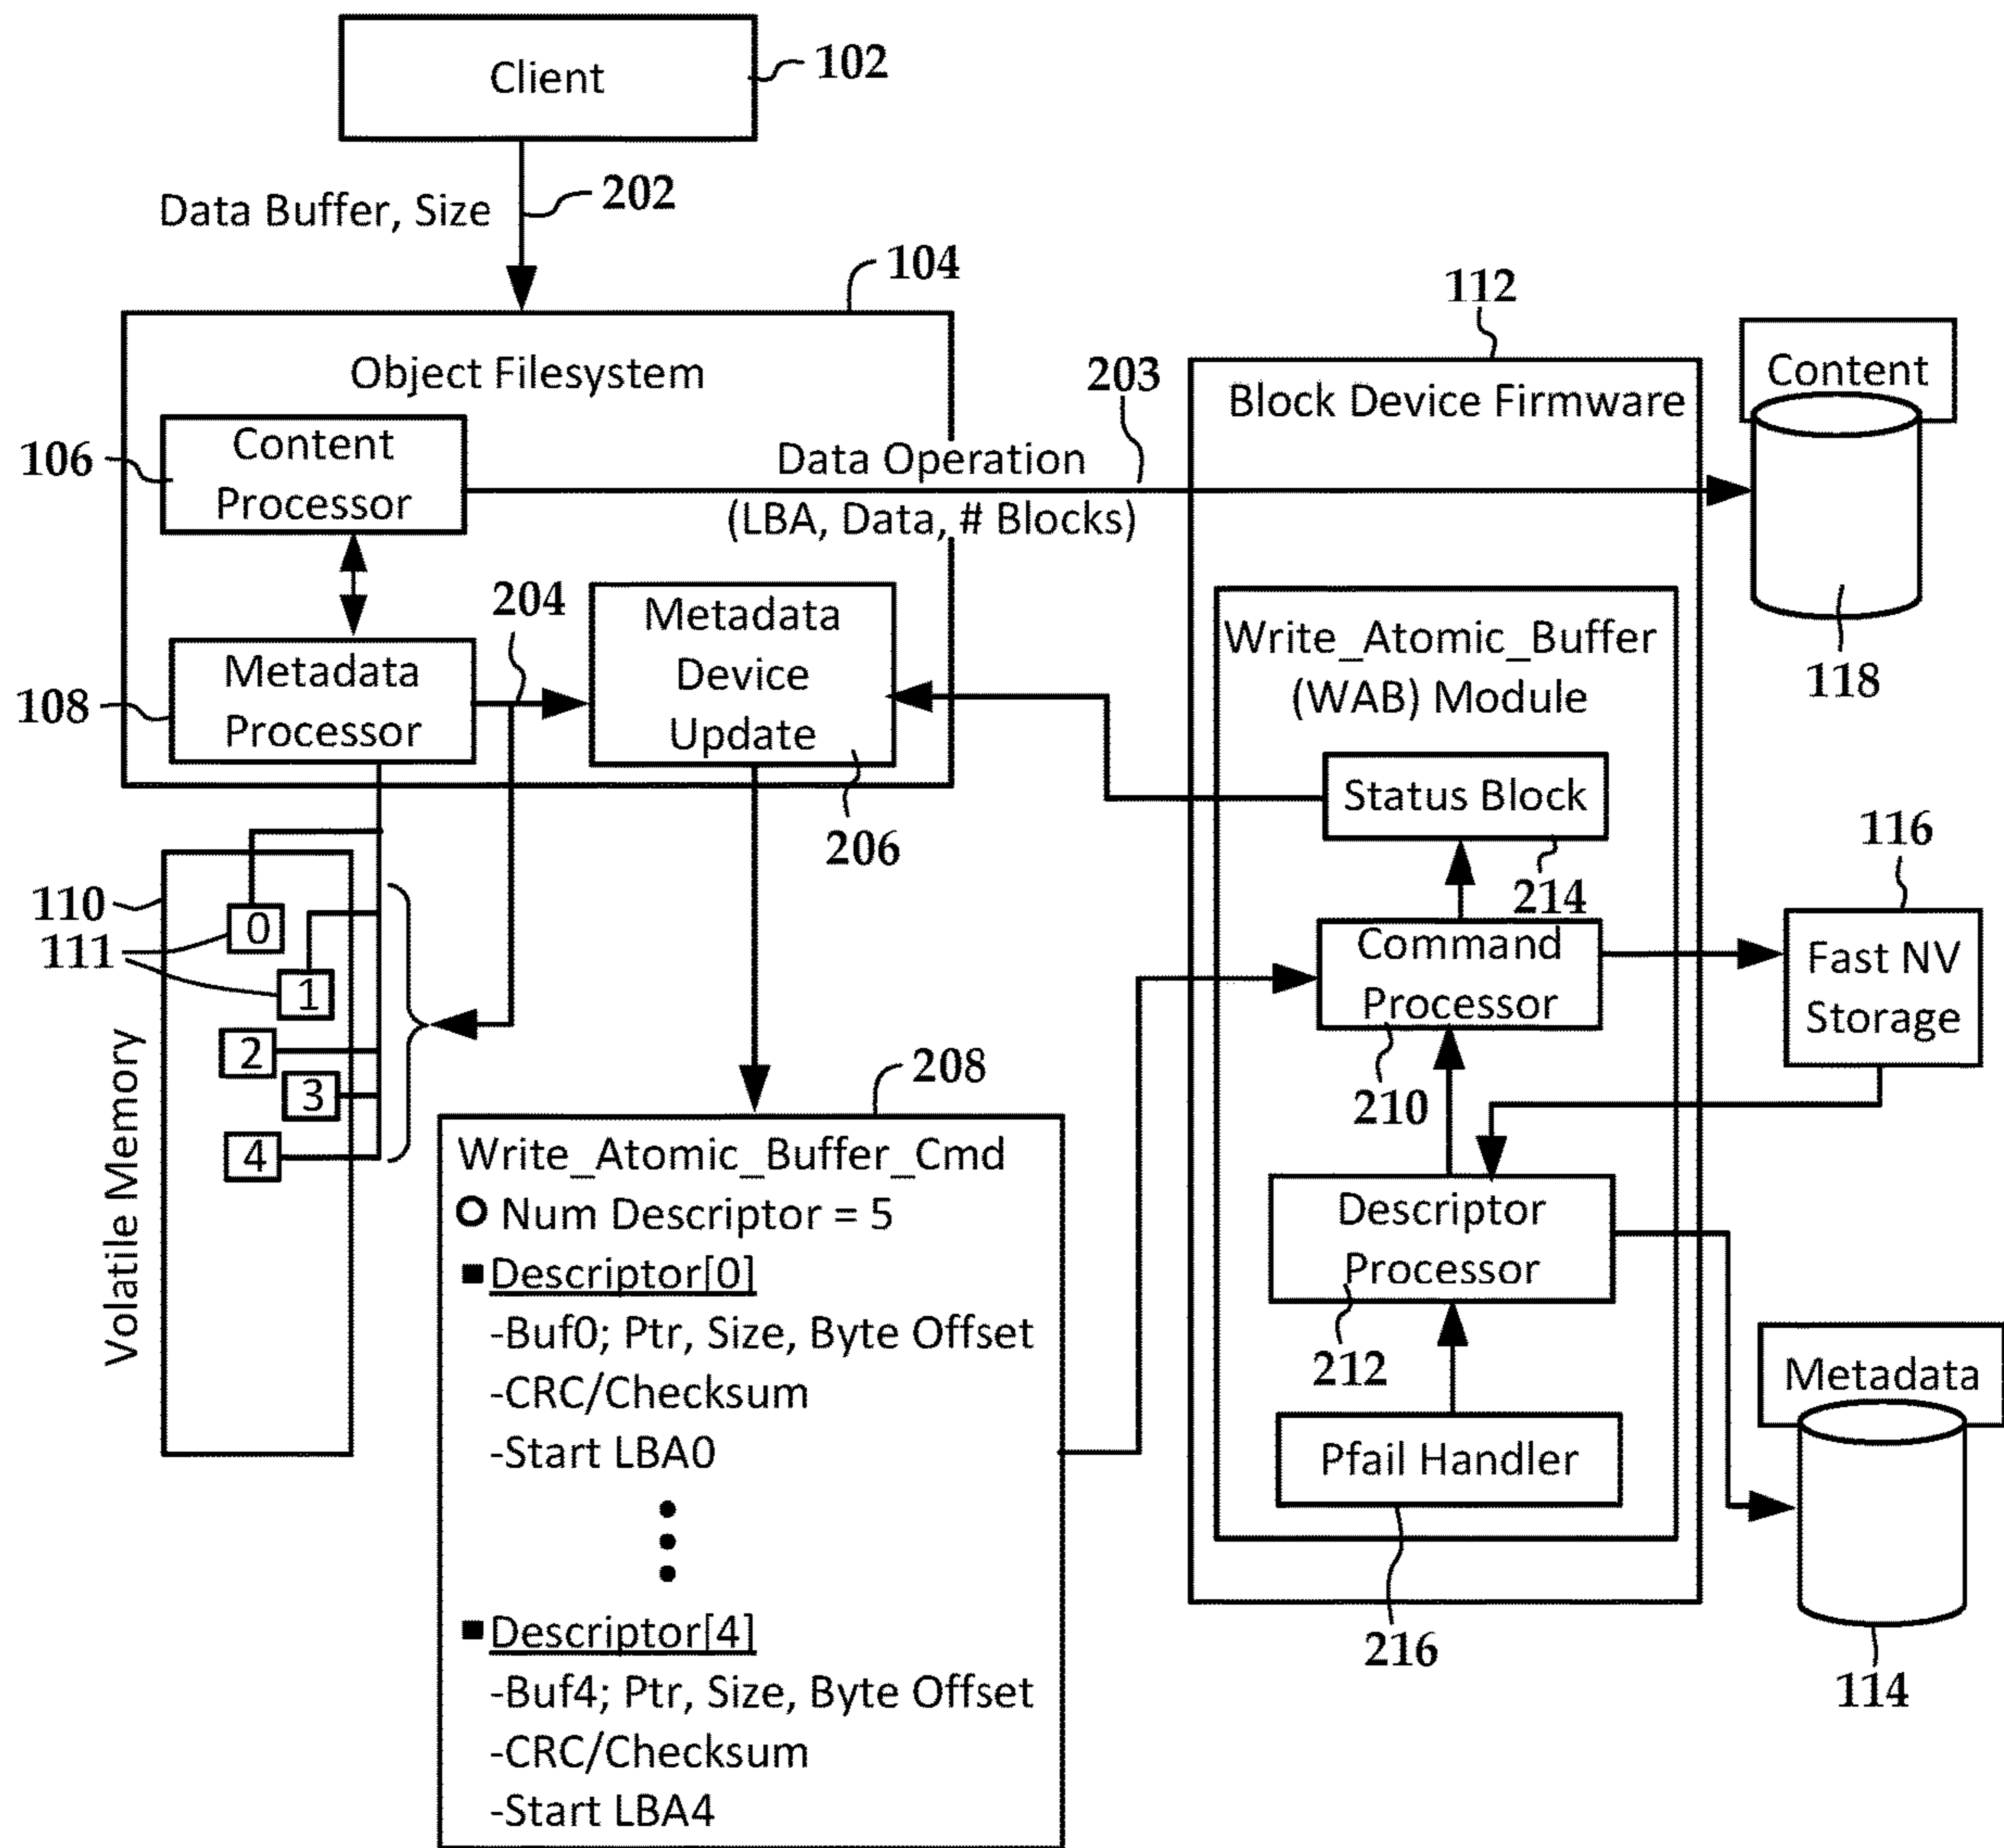 Client
102
Data Buffer, Size
202
104
112
Object Filesystem
203
Block Device Firmware
Content
106
Content
Processor
Data Operation
(LBA, Data, # Blocks)
118
204
108
Metadata
Processor
Metadata
Device
Update
206
Write_Atomic_Buffer
(WAB) Module
Status Block
214
116
110
111
0
1
2
3
4
Volatile Memory
Command
Processor
210
Fast NV
Storage
208
Write_Atomic_Buffer_Cmd
Num Descriptor = 5
Descriptor[0]
-Buf0; Ptr, Size, Byte Offset
-CRC/Checksum
-Start LBA0
Descriptor[4]
-Buf4; Ptr, Size, Byte Offset
-CRC/Checksum
-Start LBA4
Descriptor
Processor
212
Pfail Handler
216
Metadata
114